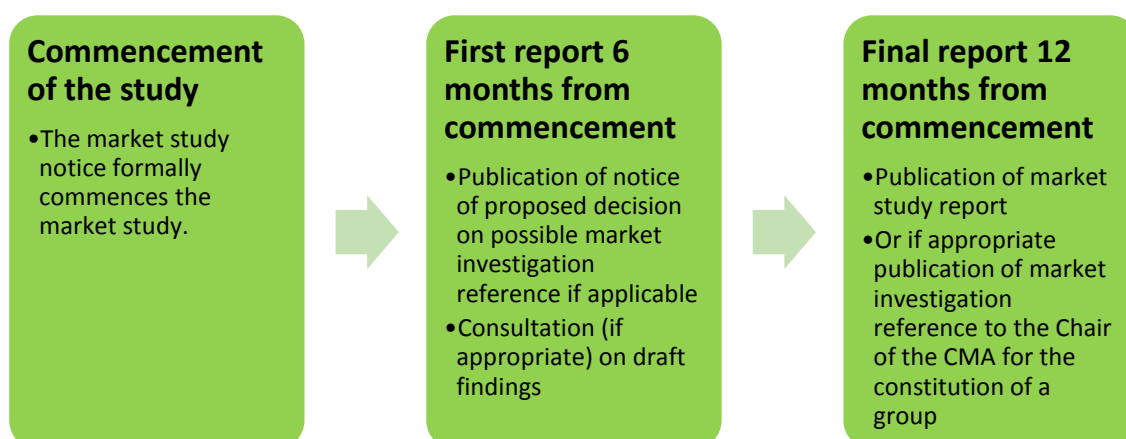 Commencement
of the study
•The market study
notice formally
commences the
market study.
First report 6
months from
commencement
•Publication of notice
of proposed decision
on possible market
investigation
reference if applicable
•Consultation (if
appropriate) on draft
findings
Final report 12
months from
commencement
•Publication of market
study report
•Or if appropriate
publication of market
investigation
reference to the Chair
of the CMA for the
constitution of a
group